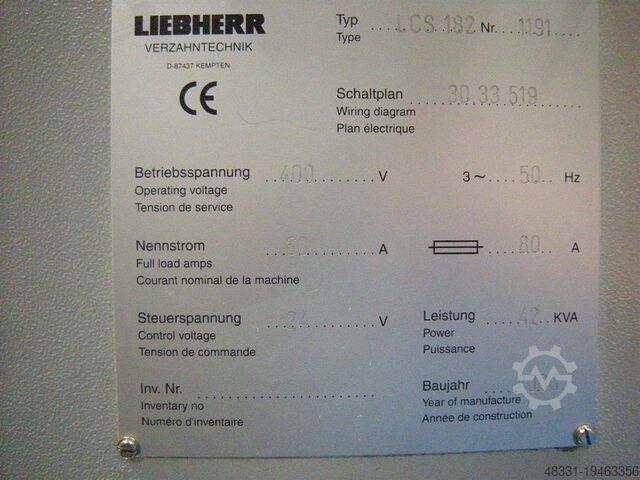 LIEBHERR
VERZAHNTECHNIK
D-87437 KEMPTEN
CE
Typ LCS 182 Nr. 1191
Type
Schaltplan 30.33 519
Wiring diagram
Plan électrique
Betriebsspannung 400 V 3~ 50 Hz
Operating voltage
Tension de service
Nennstrom 60 A 80 A
Full load amps
Courant nominal de la machine
Steuerspannung 24 V Leistung 42 KVA
Control voltage Power
Tension de commande Puissance
Inv. Nr. Baujahr
Inventary no Year of manufacture
Numéro d'inventaire Année de construction
48331-19463356